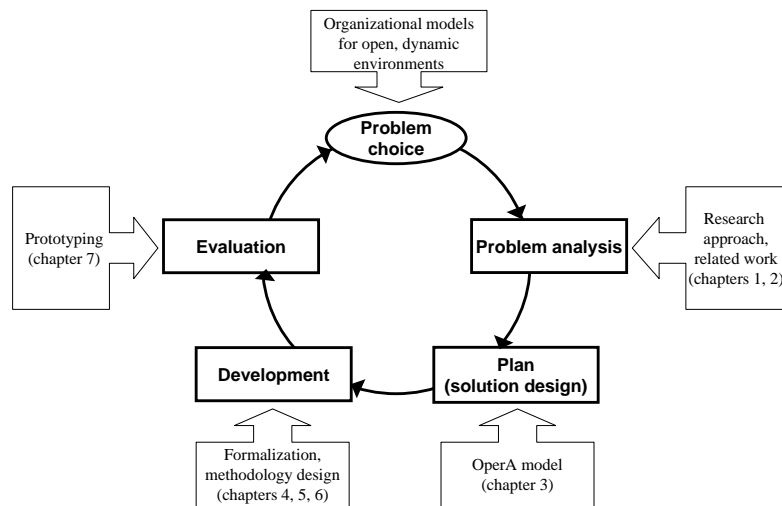 Organizational models
for open, dynamic
environments
Problem
choice
Prototyping
(chapter 7)
Evaluation
Problem analysis
Research
approach,
related work
(chapters 1, 2)
Development
Plan
(solution design)
Formalization,
methodology design
(chapters 4, 5, 6)
OperA model
(chapter 3)